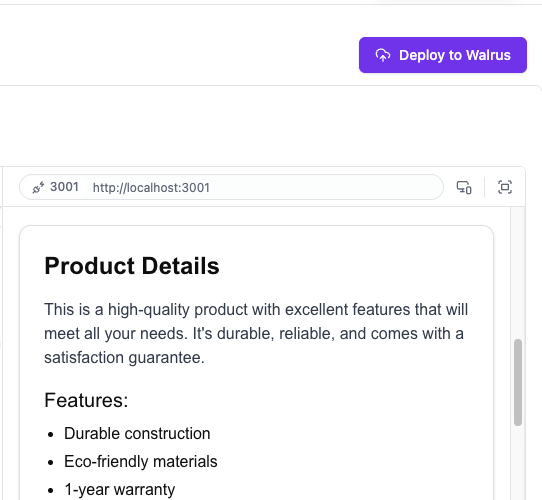 Deploy to Walrus
3001 http://localhost:3001
Product Details
This is a high-quality product with excellent features that will
meet all your needs. It's durable, reliable, and comes with a
satisfaction guarantee.
Features:
• Durable construction
• Eco-friendly materials
• 1-year warranty